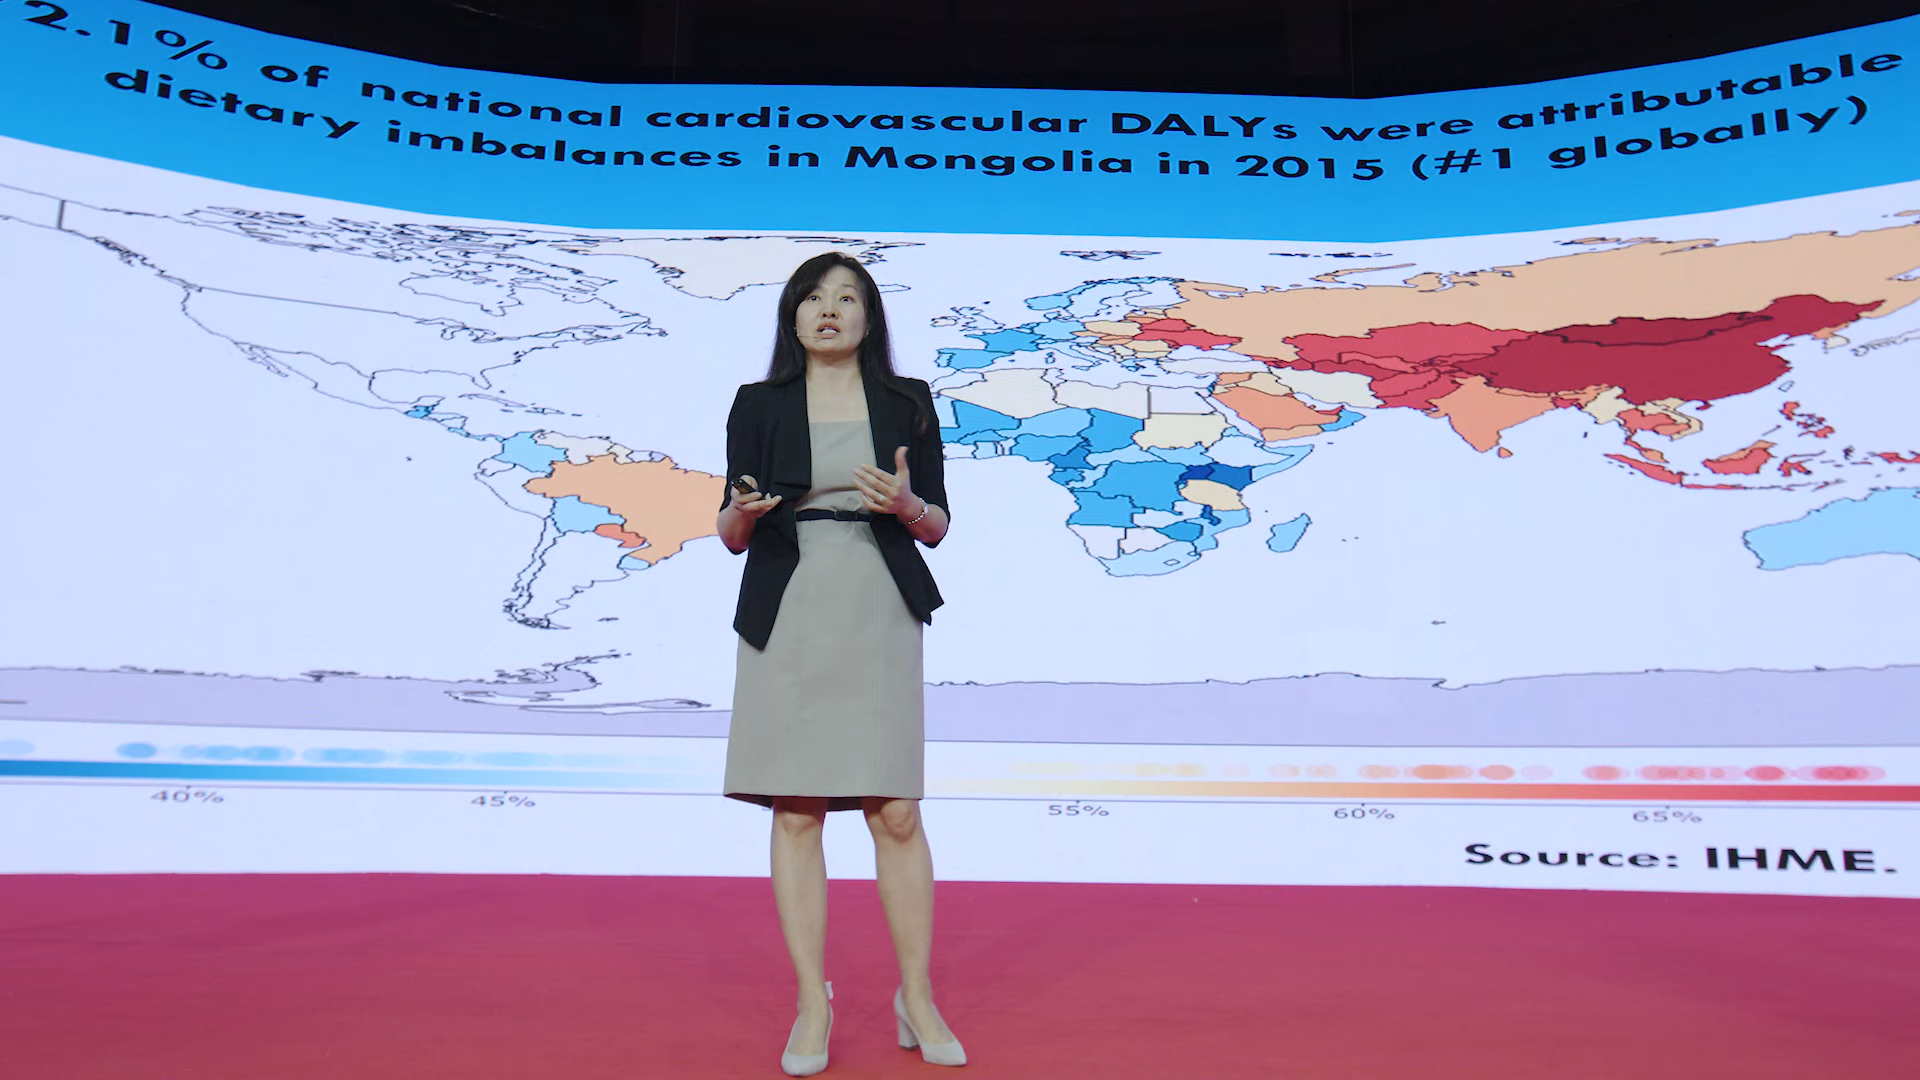 2.1% of national cardiovascular DALYs were attributable
dietary imbalances in Mongolia in 2015 (#1 globally)
40% 45% 55% 60% 65%
Source: IHME.